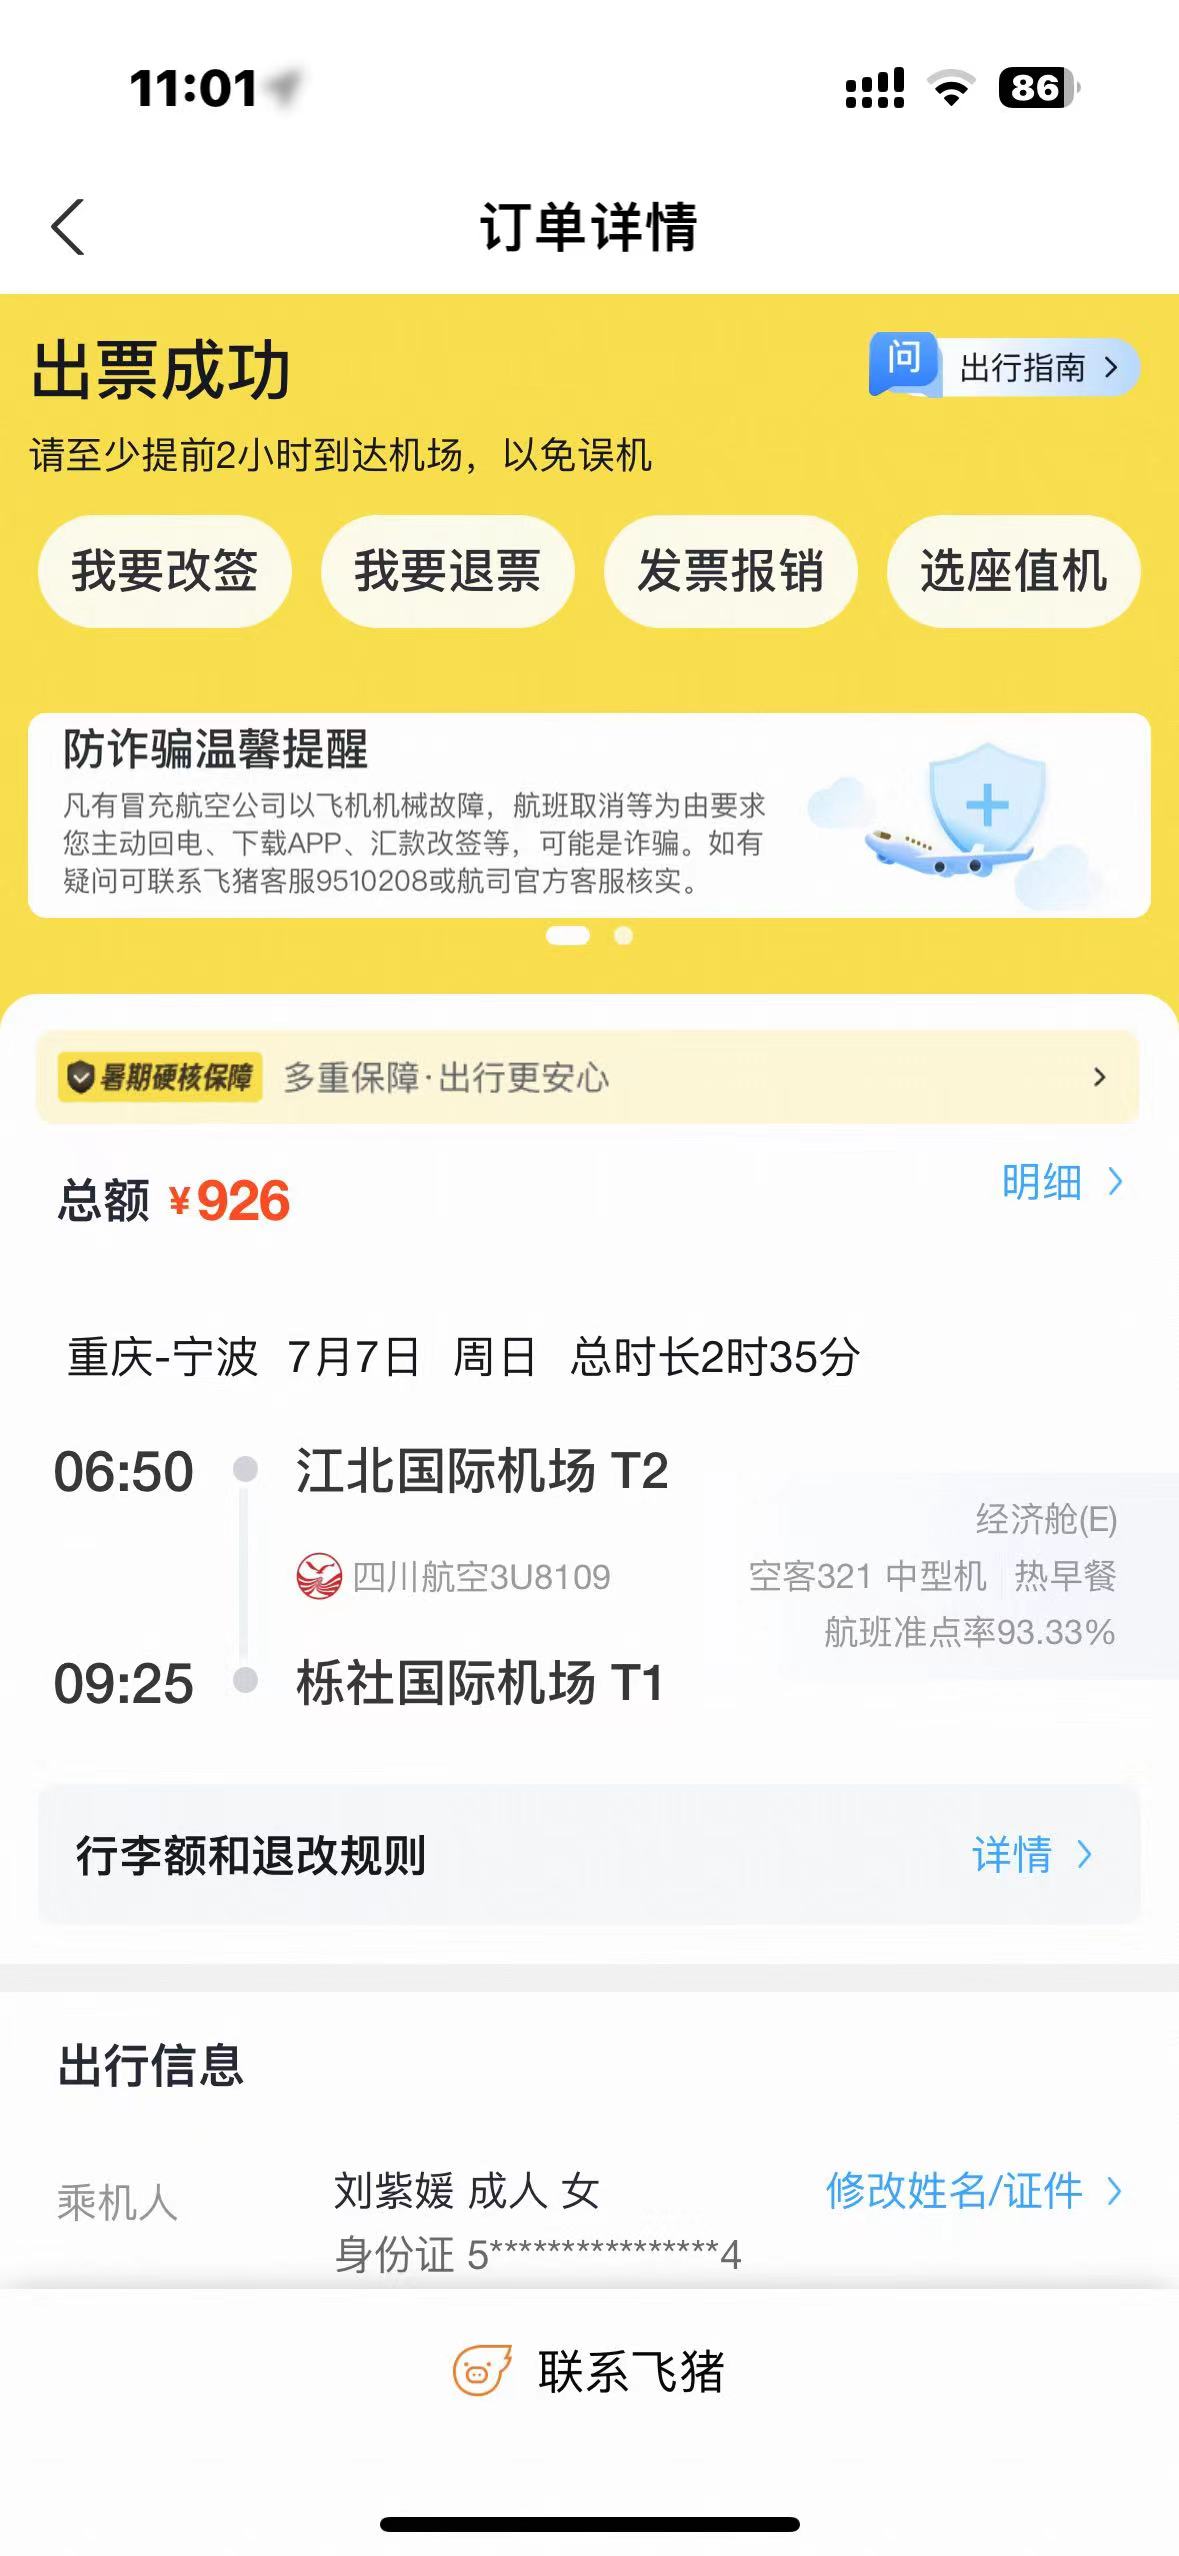 11:01
86
订单详情
出票成功
问 出行指南
请至少提前2小时到达机场，以免误机
我要改签 我要退票 发票报销 选座值机
防诈骗温馨提醒
凡有冒充航空公司以飞机机械故障，航班取消等为由要求
您主动回电、下载APP、汇款改签等，可能是诈骗。如有
疑问可联系飞猪客服9510208或航司官方客服核实。
暑期硬核保障 多重保障·出行更安心
总额 ¥926 明细
重庆-宁波 7月7日 周日 总时长2时35分
06:50 江北国际机场 T2
经济舱(E)
四川航空3U8109 空客321 中型机 热早餐
航班准点率93.33%
09:25 栎社国际机场 T1
行李额和退改规则 详情
出行信息
乘机人 刘紫媛 成人 女 修改姓名/证件
身份证 5****************4
联系飞猪